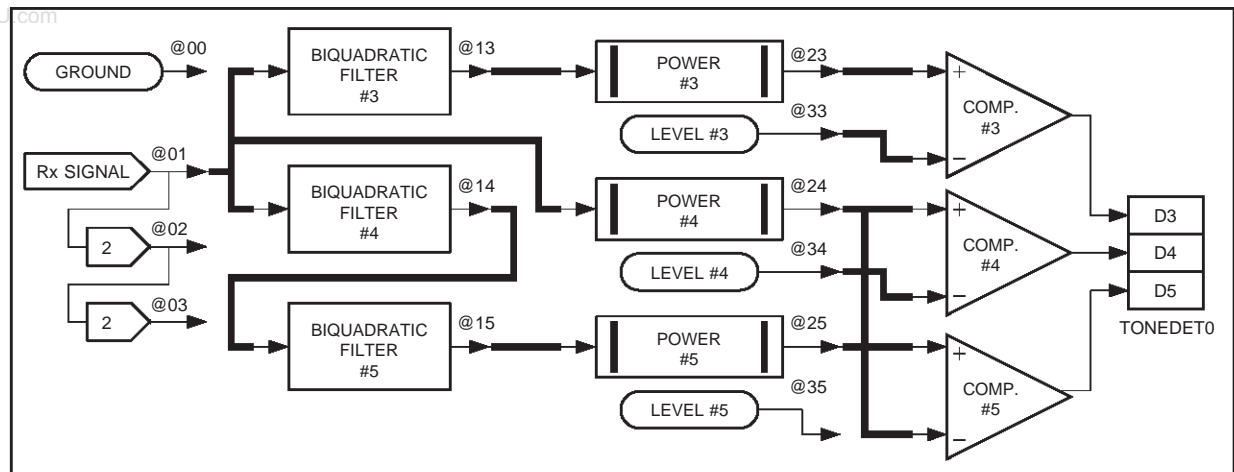 U.com
@00
GROUND
BIQUADRATIC
FILTER
#3
@13
POWER
#3
@23
+
COMP.
#3
−
LEVEL #3
@33
Rx SIGNAL
@01
BIQUADRATIC
FILTER
#4
@14
POWER
#4
@24
+
COMP.
#4
−
LEVEL #4
@34
2
@02
2
@03
BIQUADRATIC
FILTER
#5
@15
POWER
#5
@25
+
COMP.
#5
−
LEVEL #5
@35
D3
D4
D5
TONEDET0